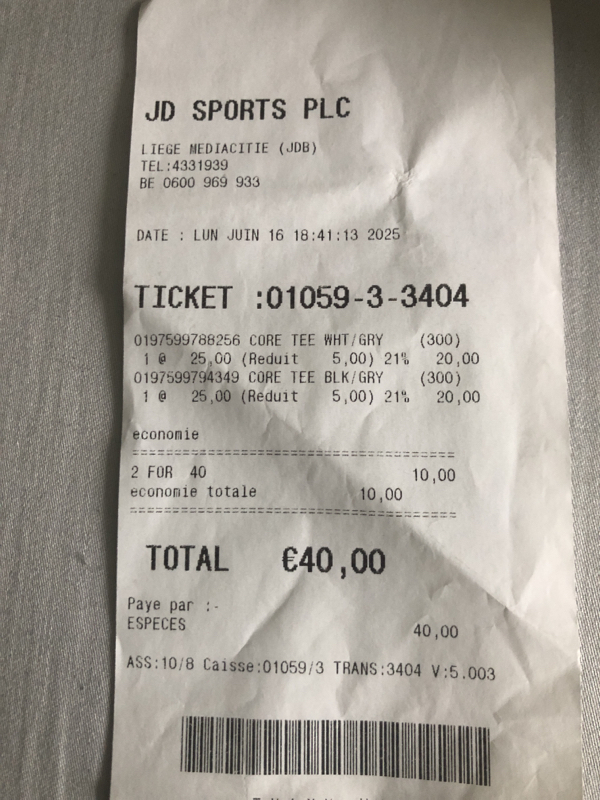 JD SPORTS PLC
LIEGE MEDIACITIE (JDB)
TEL:4331939
BE 0600 969 933
DATE : LUN JUIN 16 18:41:13 2025
TICKET :01059-3-3404
0197599788256 CORE TEE WHT/GRY (300)
1 @ 25,00 (Reduit 5,00) 21% 20,00
0197599794349 CORE TEE BLK/GRY (300)
1 @ 25,00 (Reduit 5,00) 21% 20,00
economie
======================================
2 FOR 40 10,00
economie totale 10,00
======================================
TOTAL €40,00
Paye par :-
ESPECES 40,00
ASS:10/8 Caisse:01059/3 TRANS:3404 V:5.003